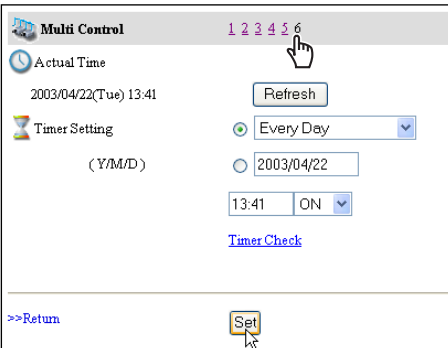 Multi Control 1 2 3 4 5 6
Actual Time
2003/04/22(Tue) 13:41 Refresh
Timer Setting Every Day
( Y/M/D ) 2003/04/22
13:41 ON
Timer Check
>>Return Set